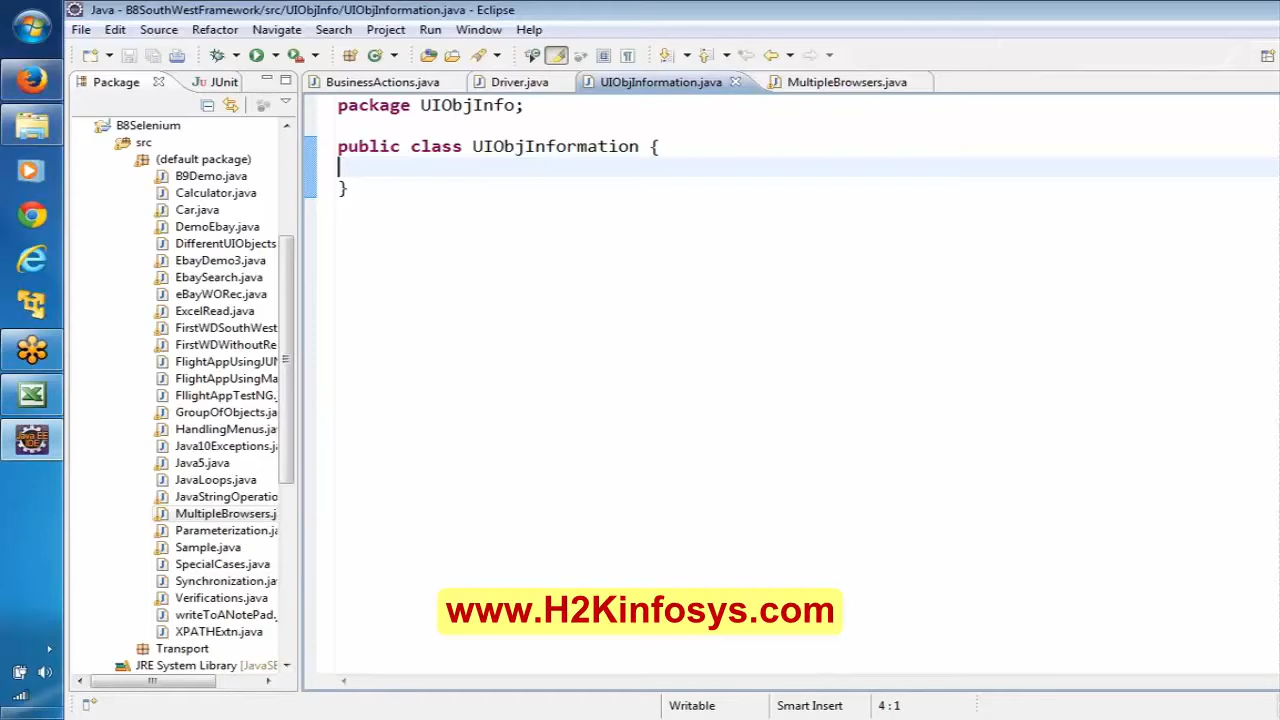 Java - B8SouthWestFramework/src/UIObjInfo/UIObjInformation.java - Eclipse
File Edit Source Refactor Navigate Search Project Run Window Help
Package JUnit BusinessActions.java Driver.java UIObjInformation.java MultipleBrowsers.java
package UIObjInfo;
public class UIObjInformation {
}
B8Selenium
src
(default package)
B9Demo.java
Calculator.java
Car.java
DemoEbay.java
DifferentUIObjects
EbayDemo3.java
EbaySearch.java
eBayWORec.java
ExcelRead.java
FirstWDSouthWest
FirstWDWithoutRe
FlightAppUsingJUN
FlightAppUsingMa
FllightAppTestNG.
GroupOfObjects.ja
HandlingMenus.ja
Java10Exceptions.j
Java5.java
JavaLoops.java
JavaStringOperatio
MultipleBrowsers.j
Parameterization.j
Sample.java
SpecialCases.java
Synchronization.ja
Verifications.java
writeToANotePad.
XPATHExtn.java
Transport
JRE System Library [JavaSE
www.H2Kinfosys.com
Writable Smart Insert 4 : 1